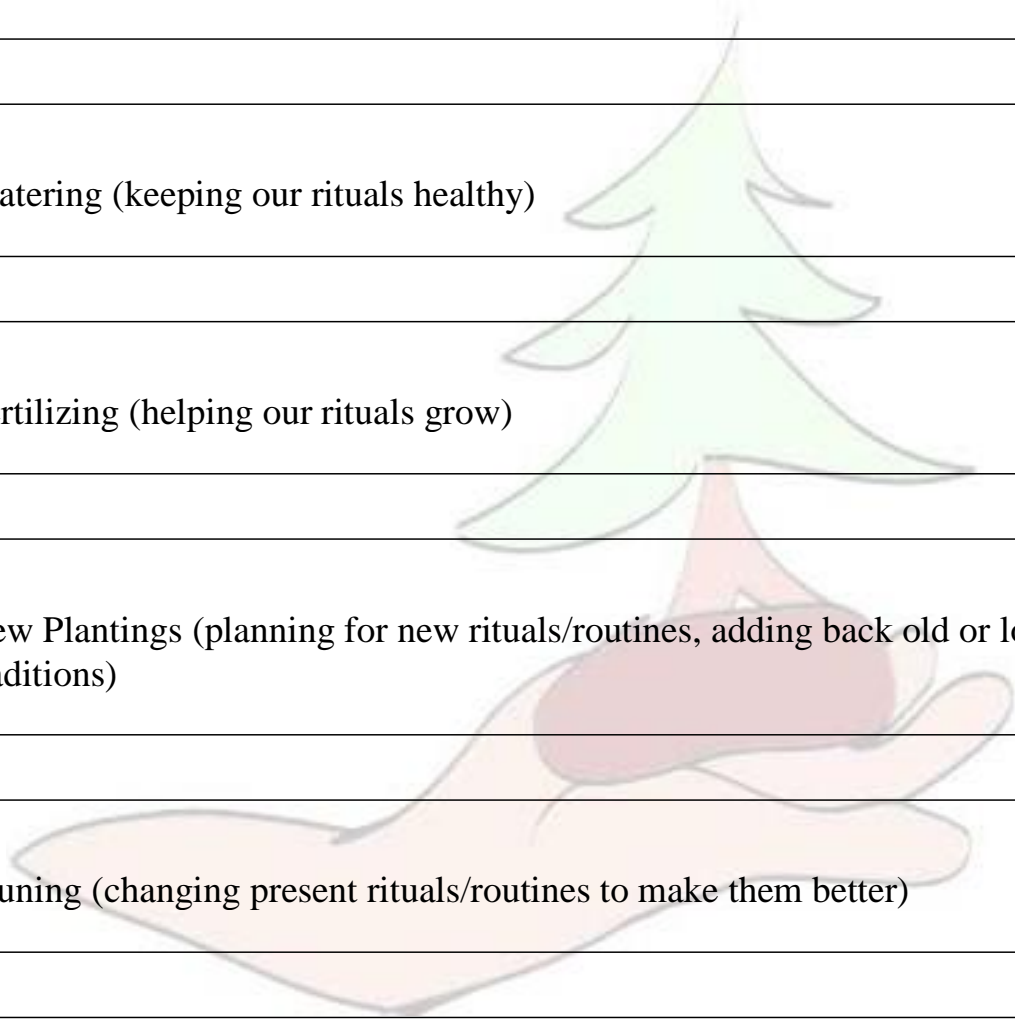 atering (keeping our rituals healthy)
rtilizing (helping our rituals grow)
ew Plantings (planning for new rituals/routines, adding back old or lo
aditions)
uning (changing present rituals/routines to make them better)